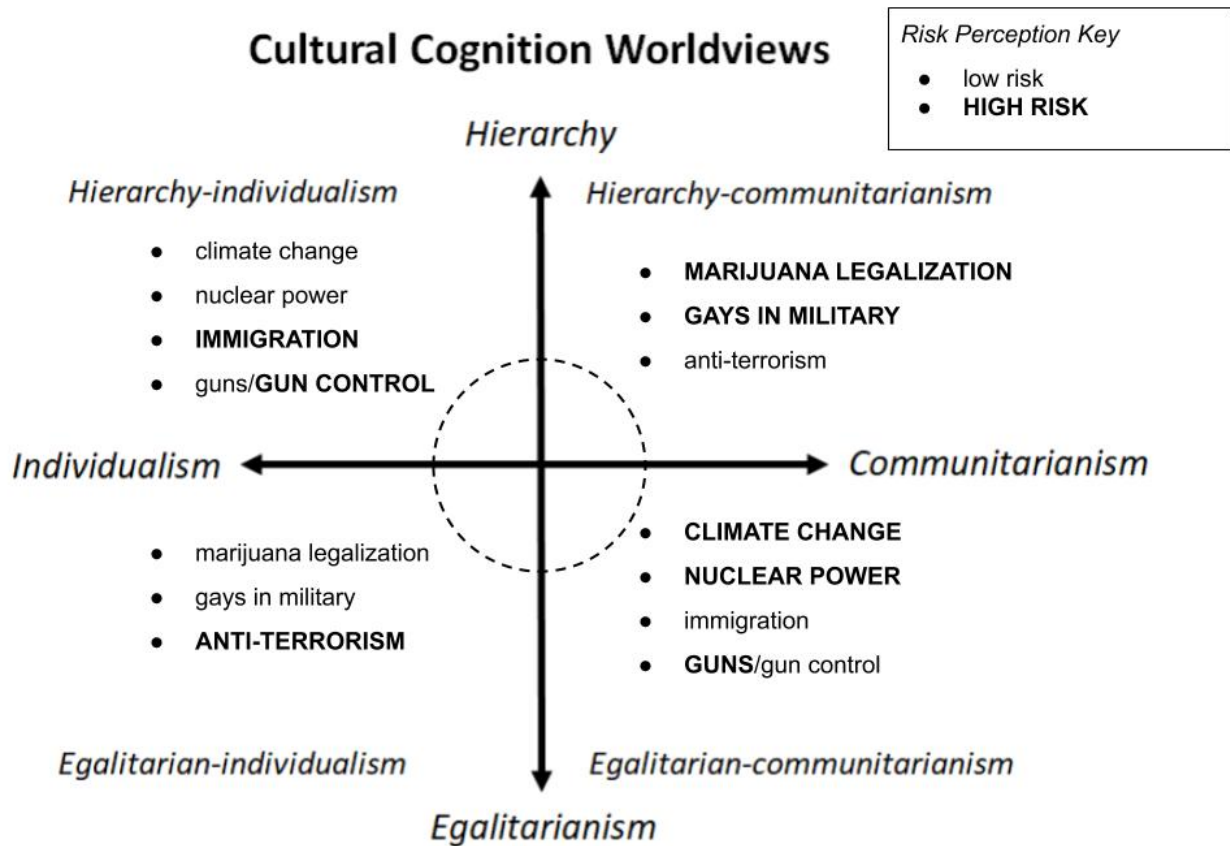 Cultural Cognition Worldviews
Risk Perception Key
● low risk
● HIGH RISK
Hierarchy
Hierarchy-individualism
● climate change
● nuclear power
● IMMIGRATION
● guns/GUN CONTROL
Hierarchy-communitarianism
● MARIJUANA LEGALIZATION
● GAYS IN MILITARY
● anti-terrorism
Individualism
Communitarianism
● marijuana legalization
● gays in military
● ANTI-TERRORISM
Egalitarian-individualism
● CLIMATE CHANGE
● NUCLEAR POWER
● immigration
● GUNS/gun control
Egalitarian-communitarianism
Egalitarianism